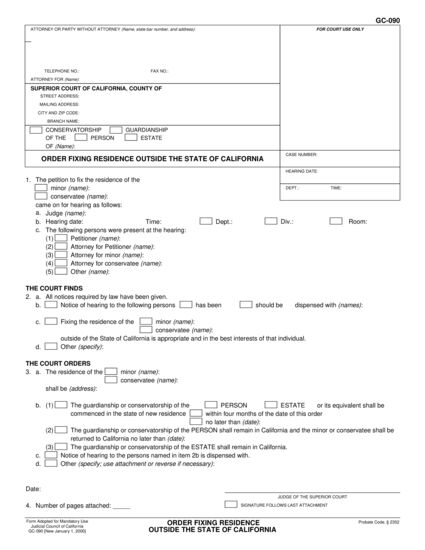 GC-090
ATTORNEY OR PARTY WITHOUT ATTORNEY (Name, state bar number, and address)
FOR COURT USE ONLY
TELEPHONE NO.: FAX NO.:
ATTORNEY FOR (Name)
SUPERIOR COURT OF CALIFORNIA, COUNTY OF
STREET ADDRESS:
MAILING ADDRESS:
CITY AND ZIP CODE:
BRANCH NAME:
CONSERVATORSHIP GUARDIANSHIP
OF THE PERSON ESTATE
OF (Name):
ORDER FIXING RESIDENCE OUTSIDE THE STATE OF CALIFORNIA
CASE NUMBER:
HEARING DATE:
DEPT.: TIME:
1. The petition to fix the residence of the
minor (name):
conservatee (name):
came on for hearing as follows:
a. Judge (name):
b. Hearing date: Time: Dept.: Div.: Room:
c. The following persons were present at the hearing:
(1) Petitioner (name):
(2) Attorney for Petitioner (name):
(3) Attorney for minor (name):
(4) Attorney for conservatee (name):
(5) Other (name):
THE COURT FINDS
2. a. All notices required by law have been given.
b. Notice of hearing to the following persons has been should be dispensed with (names):
c. Fixing the residence of the minor (name):
conservatee (name):
outside of the State of California is appropriate and in the best interests of that individual.
d. Other (specify):
THE COURT ORDERS
3. a. The residence of the minor (name):
conservatee (name):
shall be (address):
b. (1) The guardianship or conservatorship of the PERSON ESTATE or its equivalent shall be
commenced in the state of new residence within four months of the date of this order
no later than (date):
(2) The guardianship or conservatorship of the PERSON shall remain in California and the minor or conservatee shall be
returned to California no later than (date):
(3) The guardianship or conservatorship of the ESTATE shall remain in California.
c. Notice of hearing to the persons named in item 2b is dispensed with.
d. Other (specify; use attachment or reverse if necessary):
Date:
JUDGE OF THE SUPERIOR COURT
4. Number of pages attached: _____
SIGNATURE FOLLOWS LAST ATTACHMENT
Form Adopted for Mandatory Use
Judicial Council of California
GC-090 [New January 1, 2000]
ORDER FIXING RESIDENCE
OUTSIDE THE STATE OF CALIFORNIA
Probate Code, § 2352